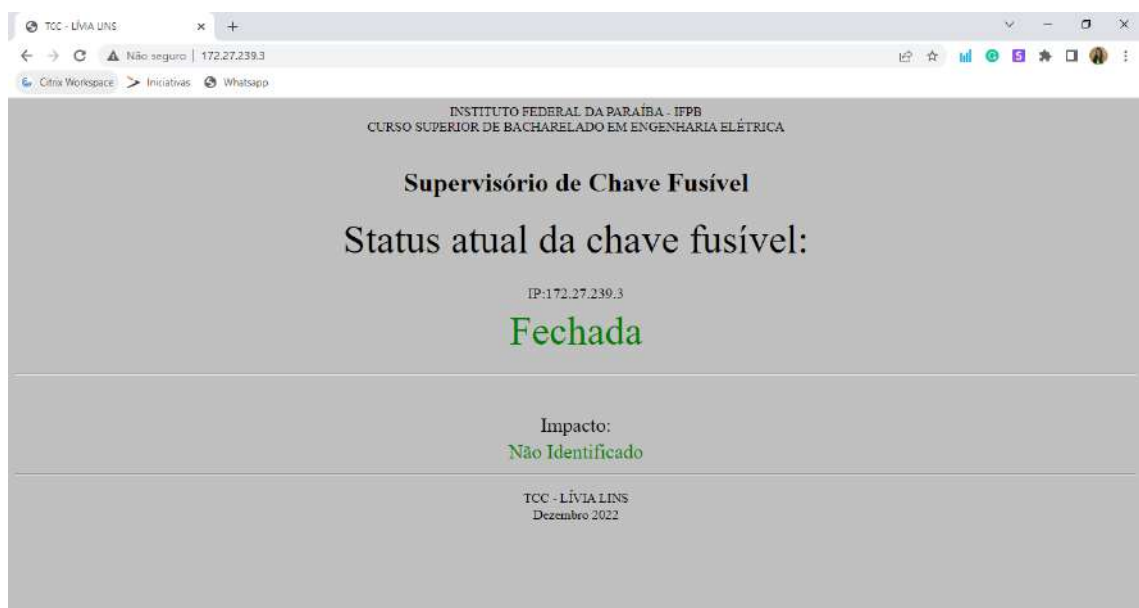 TCC - LÍVIA LINS
Não seguro | 172.27.239.3
Citrix Workspace Iniciativas Whatsapp
INSTITUTO FEDERAL DA PARAÍBA - IFPB
CURSO SUPERIOR DE BACHARELADO EM ENGENHARIA ELÉTRICA
Supervisório de Chave Fusível
Status atual da chave fusível:
IP:172.27.239.3
Fechada
Impacto:
Não Identificado
TCC - LÍVIA LINS
Dezembro 2022